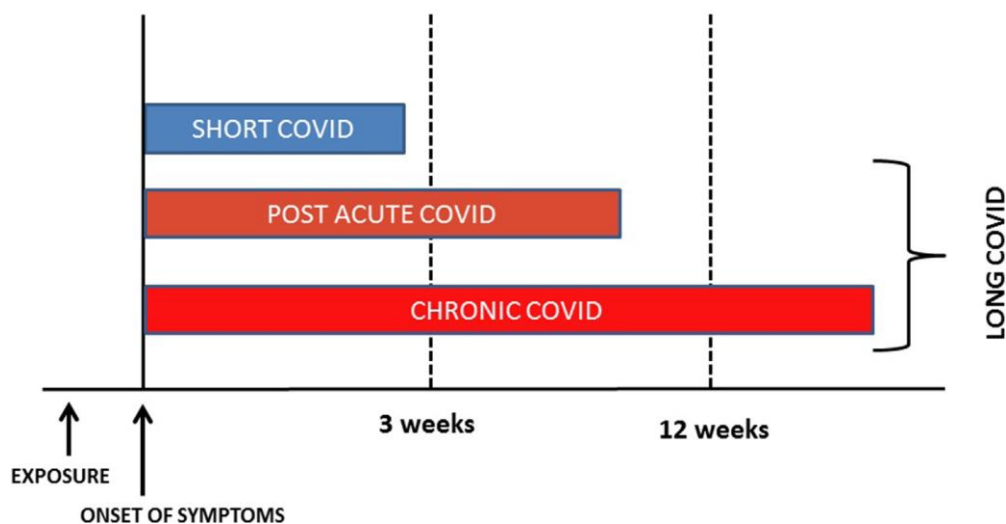 SHORT COVID
POST ACUTE COVID
CHRONIC COVID
LONG COVID
3 weeks
12 weeks
EXPOSURE
ONSET OF SYMPTOMS